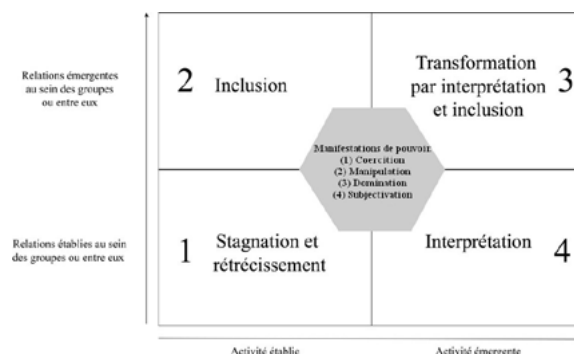 Relations émergentes
au sein des groupes
ou entre eux
2 Inclusion
Transformation
par interprétation
et inclusion
3
Manifestations de pouvoir
(1) Coercition
(2) Manipulation
(3) Domination
(4) Subjectivation
Relations établies au sein
des groupes ou entre eux
1 Stagnation et
rétrécissement
Interprétation
4
Activité établie
Activité émergente